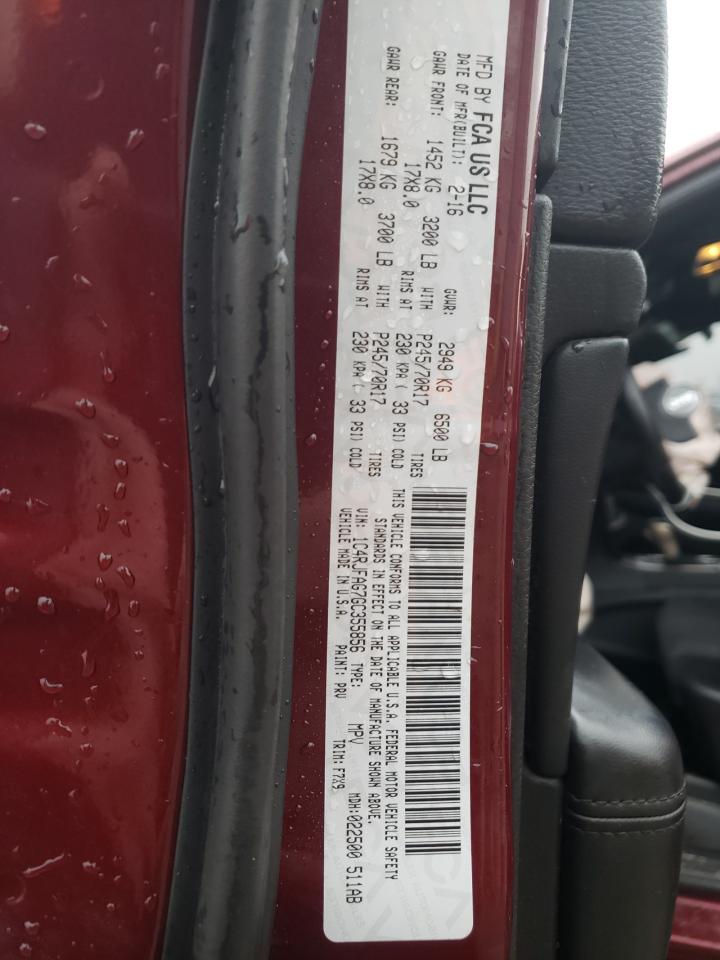 MFD BY FCA US LLC
DATE OF MFR(BUILT): 2-16 GVWR: 2949 KG 6500 LB
GAWR FRONT: 1452 KG 3200 LB WITH P245/70R17 TIRES
17X8.0 RIMS AT 230 KPA ( 33 PSI) COLD
GAWR REAR: 1679 KG 3700 LB WITH P245/70R17 TIRES
17X8.0 RIMS AT 230 KPA ( 33 PSI) COLD
THIS VEHICLE CONFORMS TO ALL APPLICABLE U.S.A. FEDERAL MOTOR VEHICLE SAFETY
STANDARDS IN EFFECT ON THE DATE OF MANUFACTURE SHOWN ABOVE.
VIN: 1C4RJFAG7GC355856 TYPE: MPV MDH:022500 511AB
VEHICLE MADE IN U.S.A. PAINT: PRV TRIM:F7X9